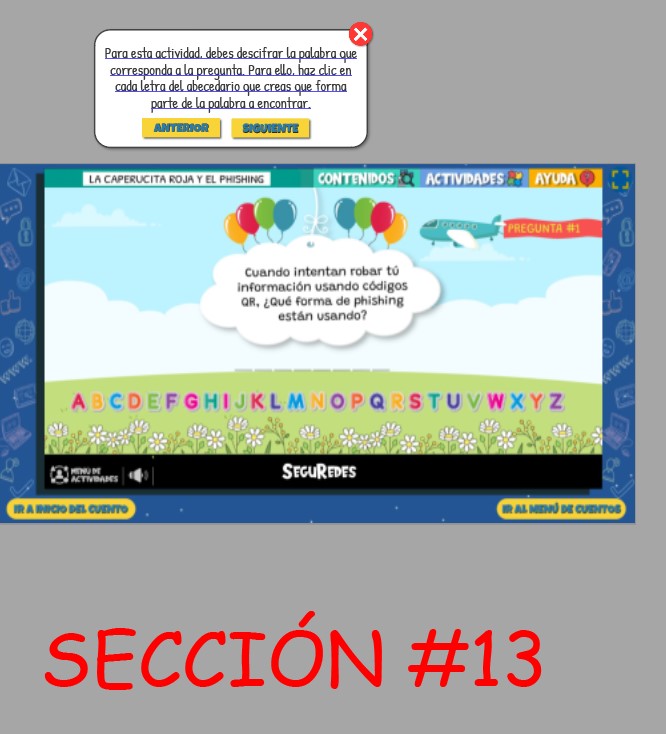 Para esta actividad, debes descifrar la palabra que
corresponda a la pregunta. Para ello, haz clic en
cada letra del abecedario que creas que forma
parte de la palabra a encontrar.
ANTERIOR SIGUIENTE
LA CAPERUCITA ROJA Y EL PHISHING CONTENIDOS ACTIVIDADES AYUDA
PREGUNTA #1
Cuando intentan robar tú
información usando códigos
QR, ¿Qué forma de phishing
están usando?
A B C D E F G H I J K L M N O P Q R S T U V W X Y Z
MENÚ DE
ACTIVIDADES
SEGUREDES
IR A INICIO DEL CUENTO IR AL MENÚ DE CUENTOS
SECCIÓN #13